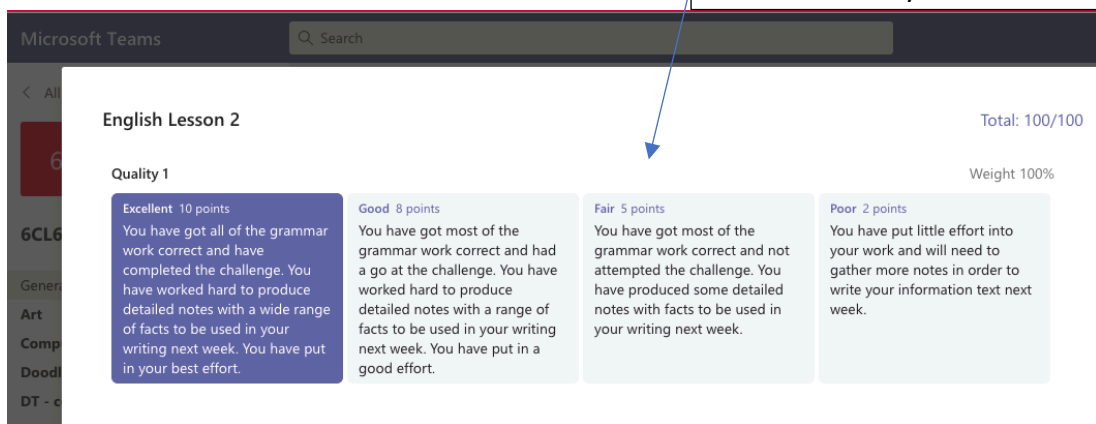 Microsoft Teams
Search
All
English Lesson 2
Total: 100/100
6
Quality 1
Weight 100%
Excellent 10 points
You have got all of the grammar
work correct and have
completed the challenge. You
have worked hard to produce
detailed notes with a wide range
of facts to be used in your
writing next week. You have put
in your best effort.
Good 8 points
You have got most of the
grammar work correct and had
a go at the challenge. You have
worked hard to produce
detailed notes with a range of
facts to be used in your writing
next week. You have put in a
good effort.
Fair 5 points
You have got most of the
grammar work correct and not
attempted the challenge. You
have produced some detailed
notes with facts to be used in
your writing next week.
Poor 2 points
You have put little effort into
your work and will need to
gather more notes in order to
write your information text next
week.
6CL6
Genera
Art
Comp
Doodl
DT - c